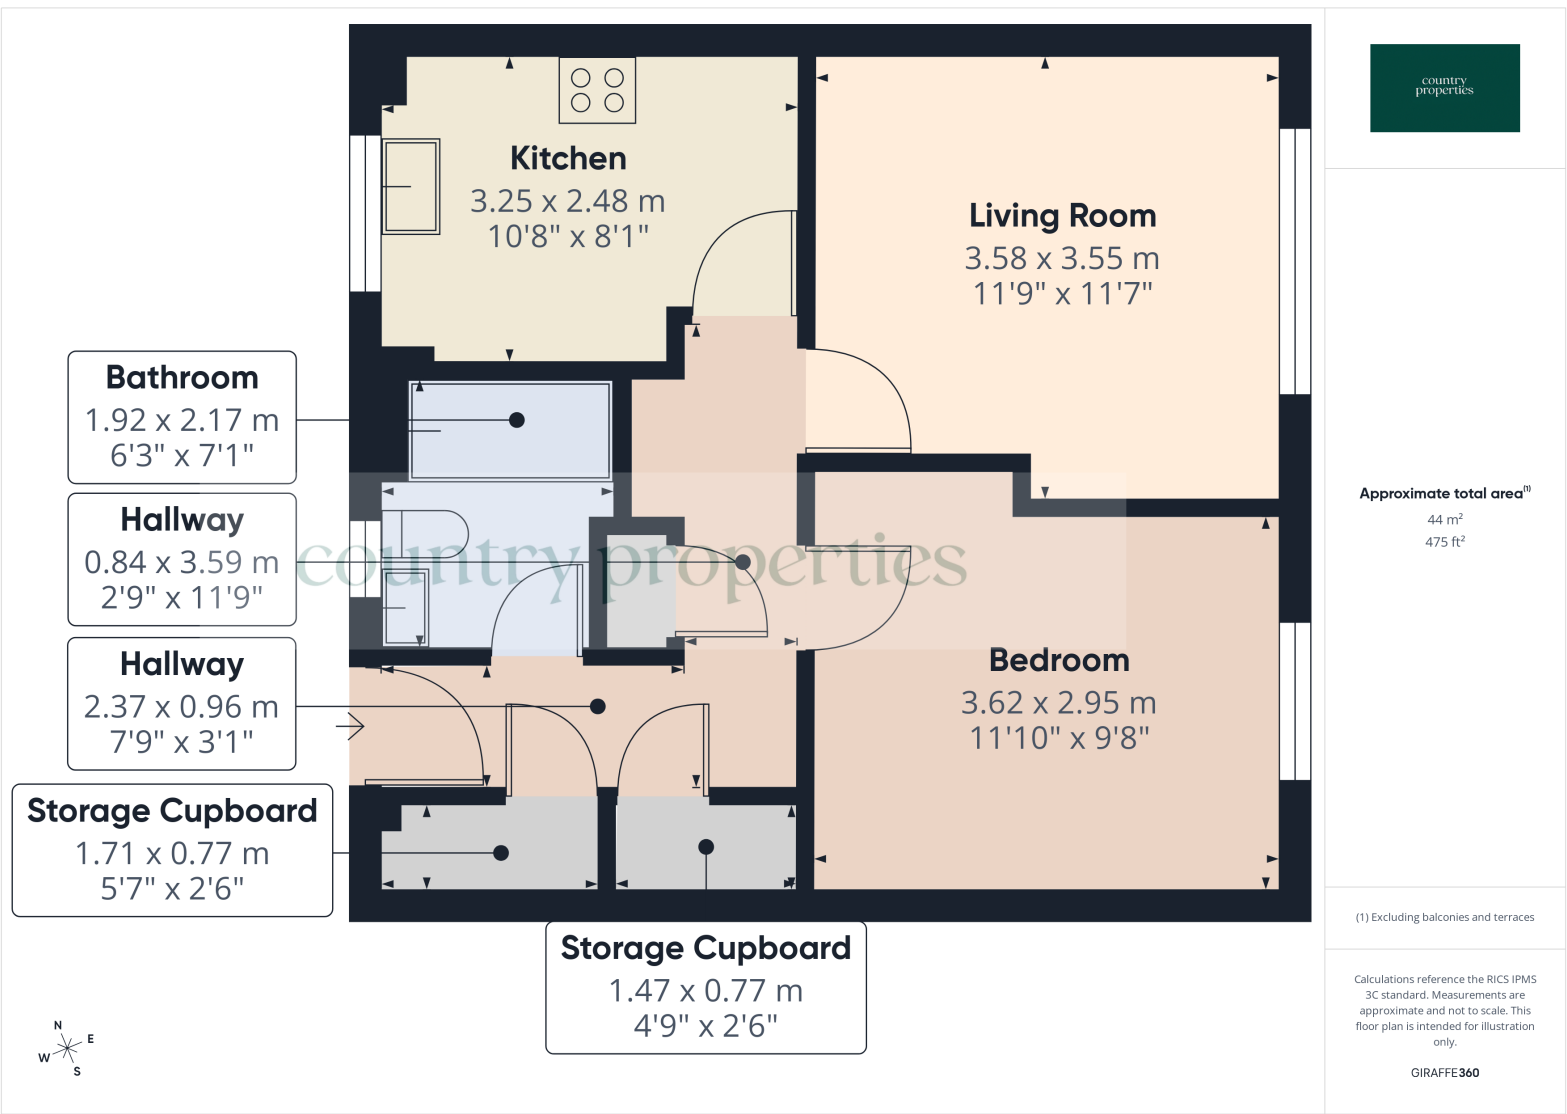 Kitchen
3.25 x 2.48 m
10'8" x 8'1"
Living Room
3.58 x 3.55 m
11'9" x 11'7"
Bathroom
1.92 x 2.17 m
6'3" x 7'1"
Hallway
0.84 x 3.59 m
2'9" x 11'9"
country properties
Hallway
2.37 x 0.96 m
7'9" x 3'1"
Bedroom
3.62 x 2.95 m
11'10" x 9'8"
Storage Cupboard
1.71 x 0.77 m
5'7" x 2'6"
Storage Cupboard
1.47 x 0.77 m
4'9" x 2'6"
N
E
W
S
country
properties
Approximate total area(1)
44 m²
475 ft²
(1) Excluding balconies and terraces
Calculations reference the RICS IPMS
3C standard. Measurements are
approximate and not to scale. This
floor plan is intended for illustration
only.
GIRAFFE360